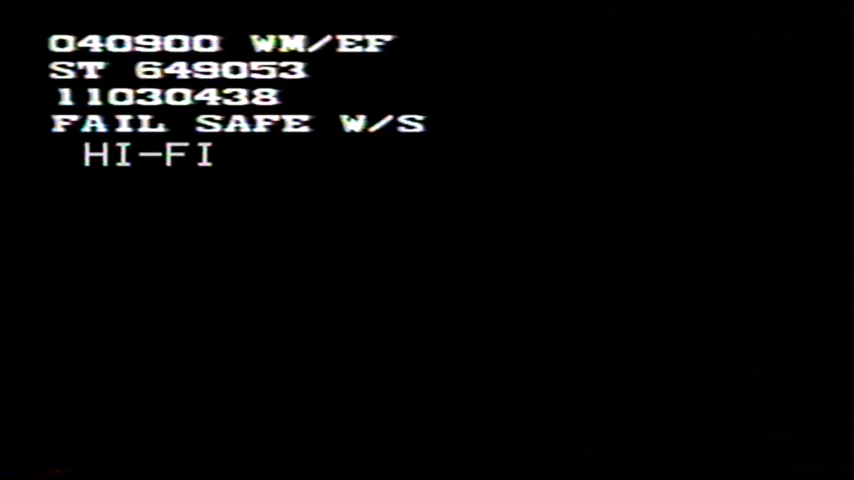 040900 WM/EF
ST 649053
11030438
FAIL SAFE W/S
HI-FI